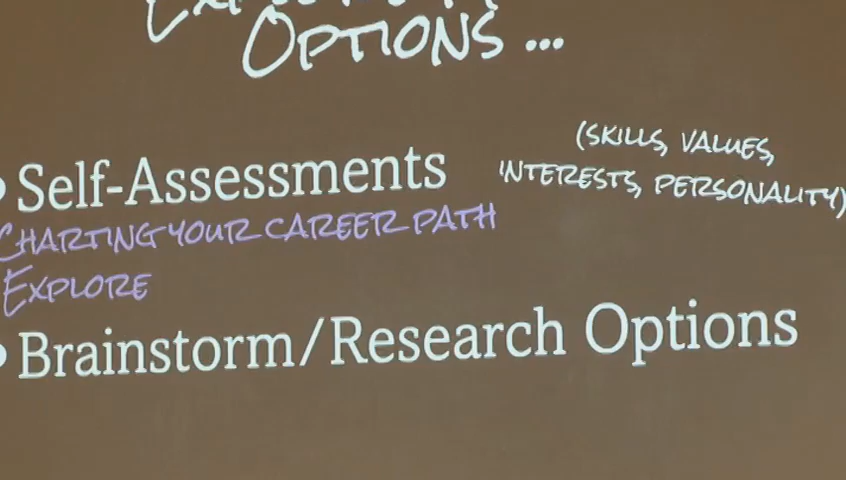 OPTIONS ...
• Self-Assessments
(SKILLS, VALUES,
INTERESTS, PERSONALITY)
CHARTING YOUR CAREER PATH
EXPLORE
• Brainstorm/Research Options